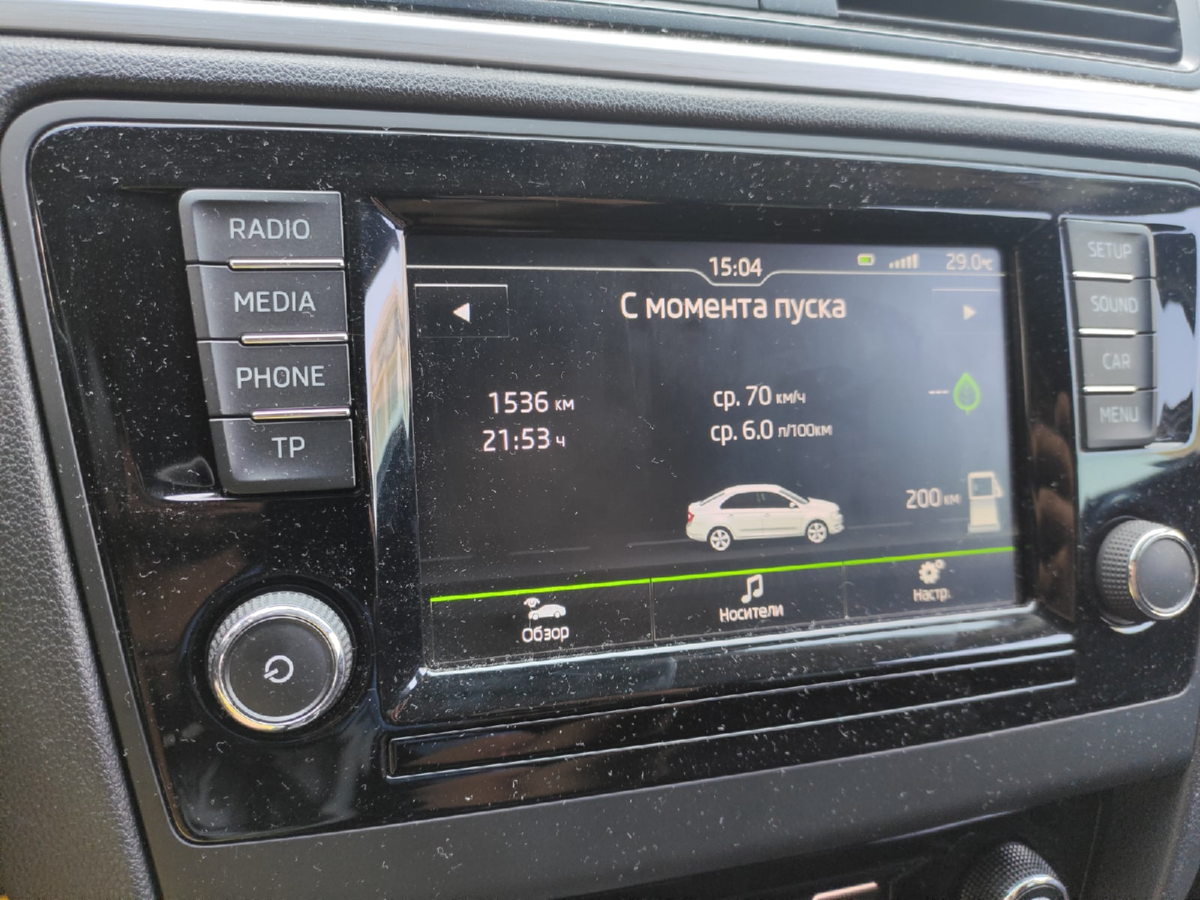 RADIO
MEDIA
PHONE
TP
15:04
29.0°C
С момента пуска
1536 км
21:53 ч
ср. 70 км/ч
ср. 6.0 л/100км
---
200 км
Обзор
Носители
Настр.
SETUP
SOUND
CAR
MENU